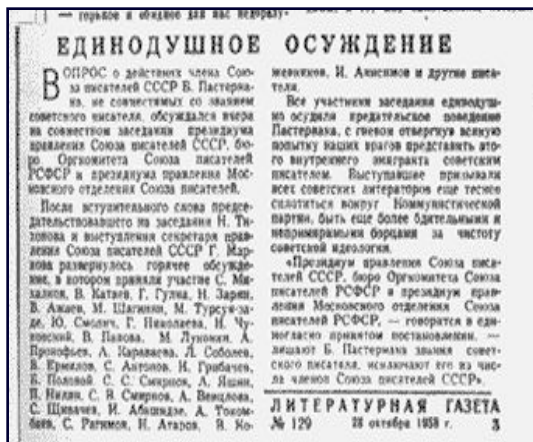 — горькое и обидное для нас недоразу-
ЕДИНОДУШНОЕ ОСУЖДЕНИЕ
ВОПРОС о действиях члена Сою-
за писателей СССР Б. Пастерна-
ка, не совместимых со званием
советского писателя, обсуждался вчера
на совместном заседании президиума
правления Союза писателей СССР, бю-
ро Оргкомитета Союза писателей
РСФСР и президиума правления Мос-
ковского отделения Союза писателей.
После вступительного слова предсе-
дательствовавшего на заседании Н. Ти-
хонова и выступления секретаря прав-
ления Союза писателей СССР Г. Мар-
кова развернулось горячее обсужде-
ние, в котором приняли участие С. Ми-
халков, В. Катаев, Г. Гулиа, Н. Зарян,
В. Ажаев, М. Шагинян, М. Турсун-за-
де, Ю. Смолич, Г. Николаева, Н. Чу-
ковский, В. Панова, М. Луконин, А.
Прокофьев, А. Караваева, Л. Соболев,
В. Ермилов, С. Антонов, Н. Грибачев,
Б. Полевой, С. С. Смирнов, А. Яшин,
П. Нилин, С. В. Смирнов, А. Венцлова,
С. Щипачев, И. Абашидзе, А. Током-
баев, С. Рагимов, Н. Атаров, В. Ко-
жевников, И. Анисимов и другие писа-
тели.
Все участники заседания единодуш-
но осудили предательское поведение
Пастернака, с гневом отвергнув всякую
попытку наших врагов представить это-
го внутреннего эмигранта советским
писателем. Выступавшие призывали
всех советских литераторов еще теснее
сплотиться вокруг Коммунистической
партии, быть еще более бдительными и
непримиримыми борцами за чистоту
советской идеологии.
«Президиум правления Союза писа-
телей СССР, бюро Оргкомитета Союза
писателей РСФСР и президиум прав-
ления Московского отделения Союза
писателей РСФСР, — говорится в еди-
ногласно принятом постановлении, —
лишают Б. Пастернака звания совет-
ского писателя, исключают его из чис-
ла членов Союза писателей СССР».
ЛИТЕРАТУРНАЯ ГАЗЕТА
№ 129 28 октября 1958 г. 3